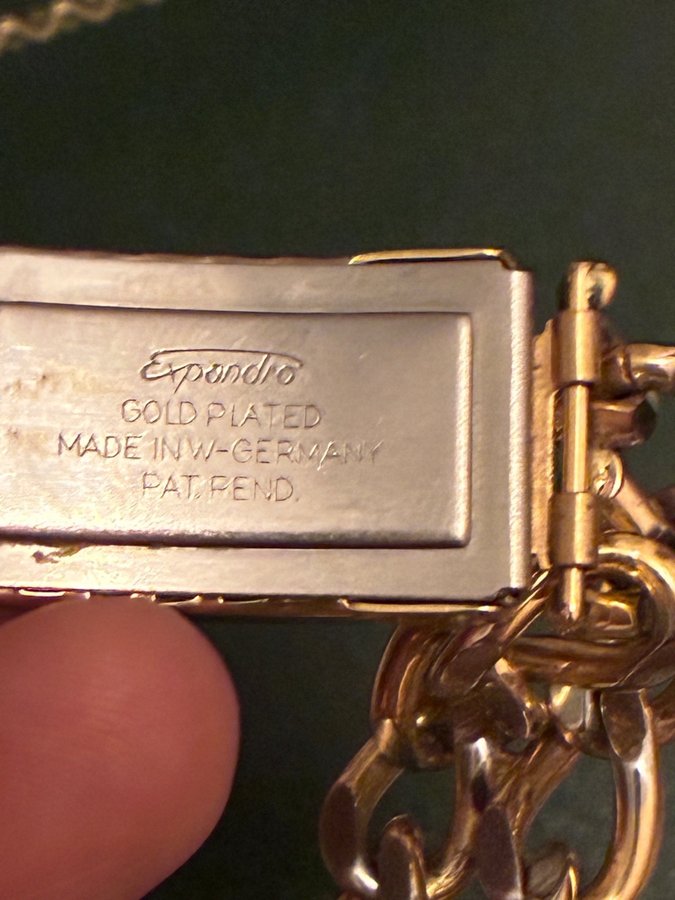 Expandro
GOLD PLATED
MADE IN W-GERMANY
PAT. PEND.